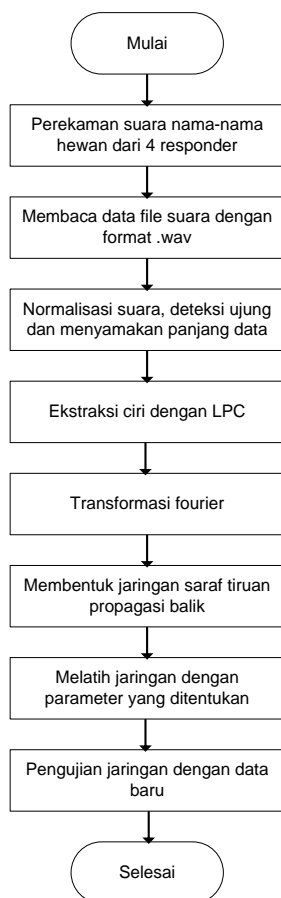 Mulai
Perekaman suara nama-nama
hewan dari 4 responder
Membaca data file suara dengan
format .wav
Normalisasi suara, deteksi ujung
dan menyamakan panjang data
Ekstraksi ciri dengan LPC
Transformasi fourier
Membentuk jaringan saraf tiruan
propagasi balik
Melatih jaringan dengan
parameter yang ditentukan
Pengujian jaringan dengan data
baru
Selesai